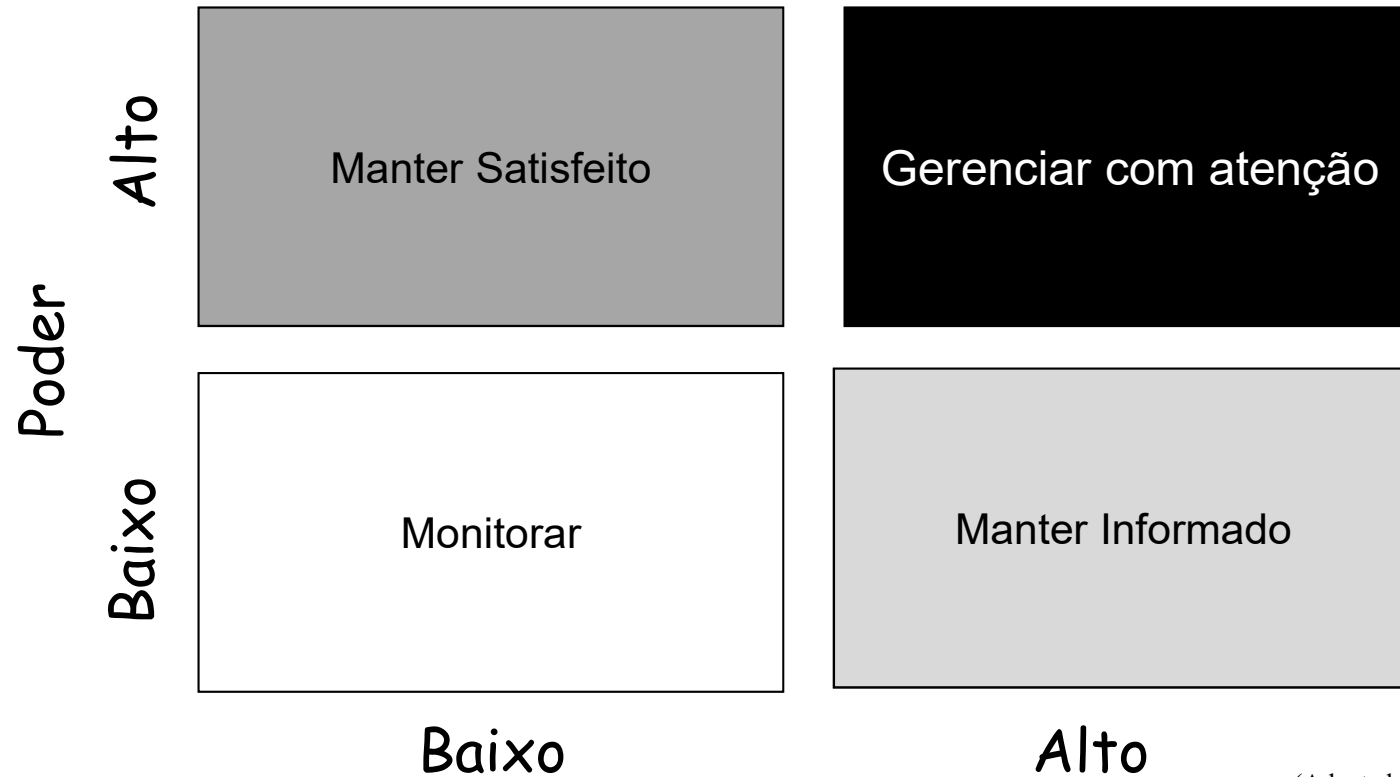 Alto
Manter Satisfeito
Gerenciar com atenção
Poder
Baixo
Monitorar
Manter Informado
Baixo
Alto